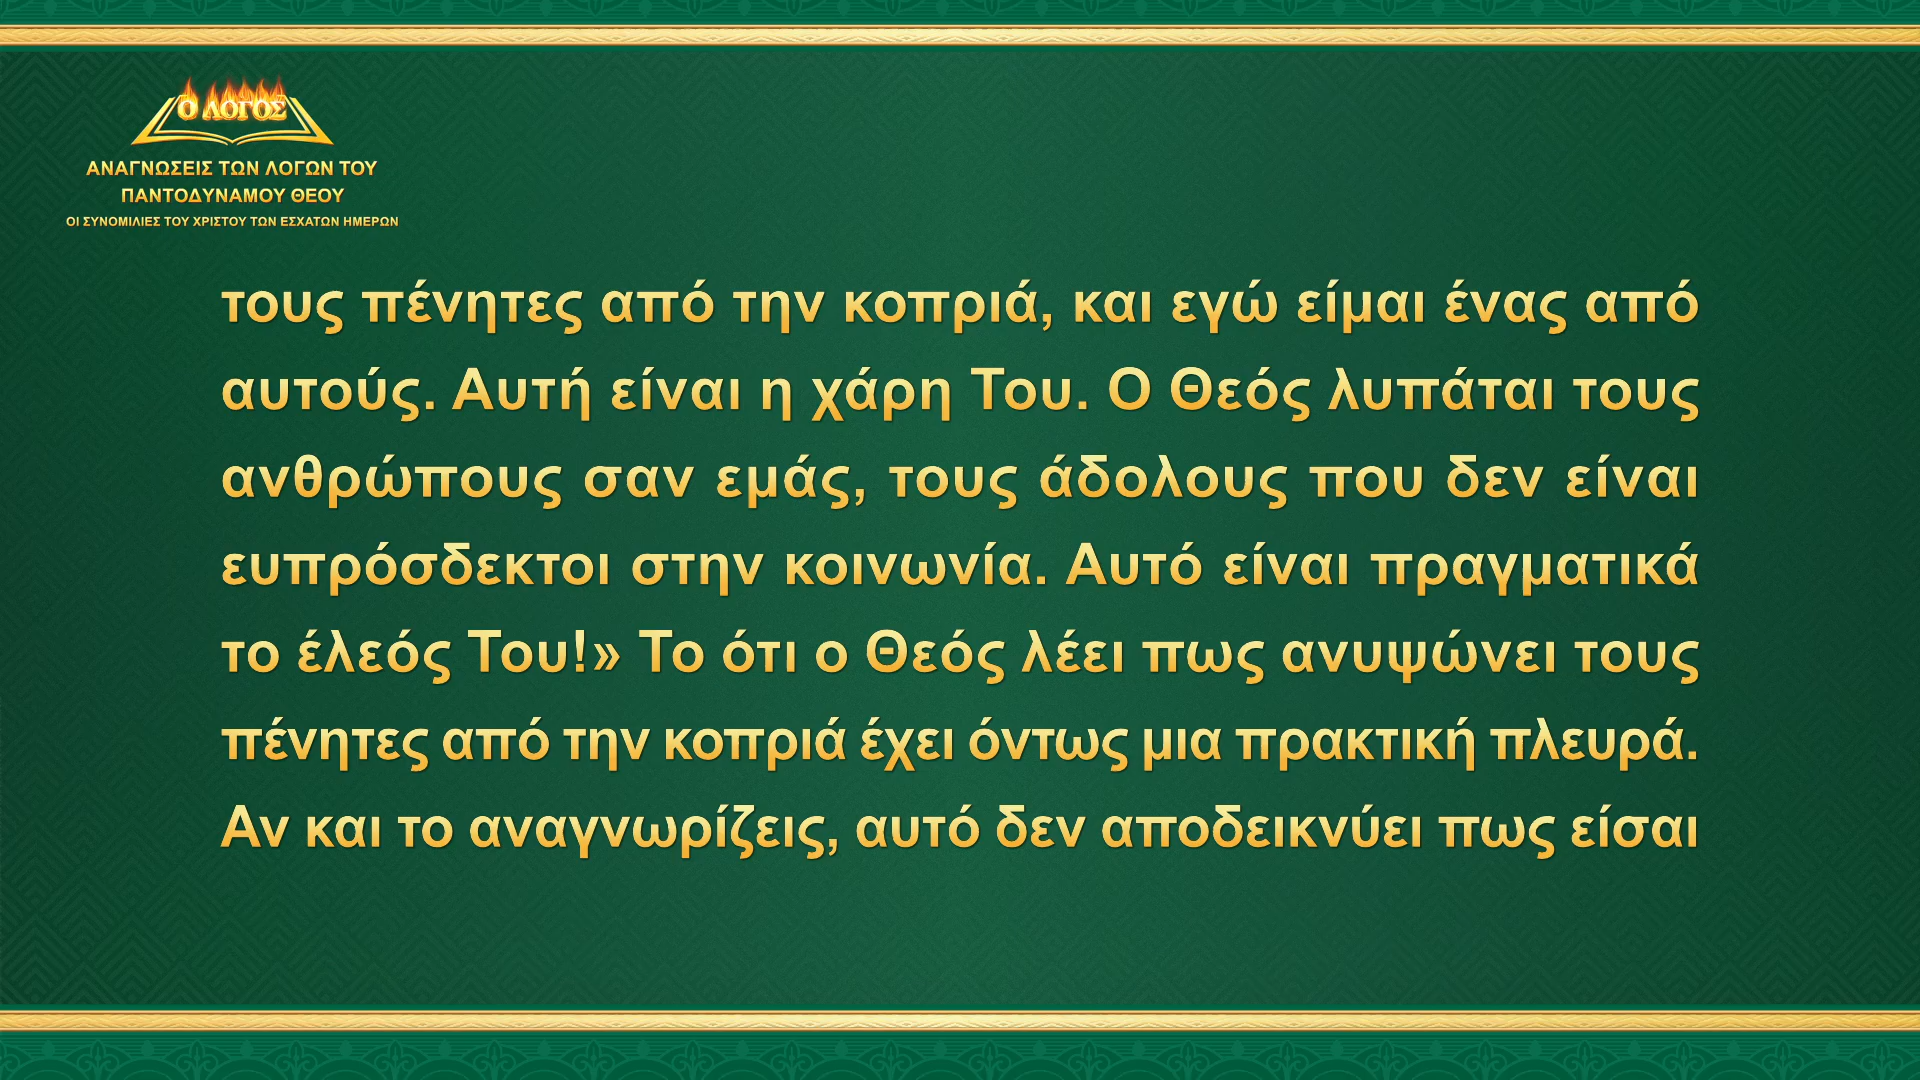 Ο ΛΟΓΟΣ
ΑΝΑΓΝΩΣΕΙΣ ΤΩΝ ΛΟΓΩΝ ΤΟΥ
ΠΑΝΤΟΔΥΝΑΜΟΥ ΘΕΟΥ
ΟΙ ΣΥΝΟΜΙΛΙΕΣ ΤΟΥ ΧΡΙΣΤΟΥ ΤΩΝ ΕΣΧΑΤΩΝ ΗΜΕΡΩΝ
τους πένητες από την κοπριά, και εγώ είμαι ένας από
αυτούς. Αυτή είναι η χάρη Του. Ο Θεός λυπάται τους
ανθρώπους σαν εμάς, τους άδολους που δεν είναι
ευπρόσδεκτοι στην κοινωνία. Αυτό είναι πραγματικά
το έλεός Του!» Το ότι ο Θεός λέει πως ανυψώνει τους
πένητες από την κοπριά έχει όντως μια πρακτική πλευρά.
Αν και το αναγνωρίζεις, αυτό δεν αποδεικνύει πως είσαι